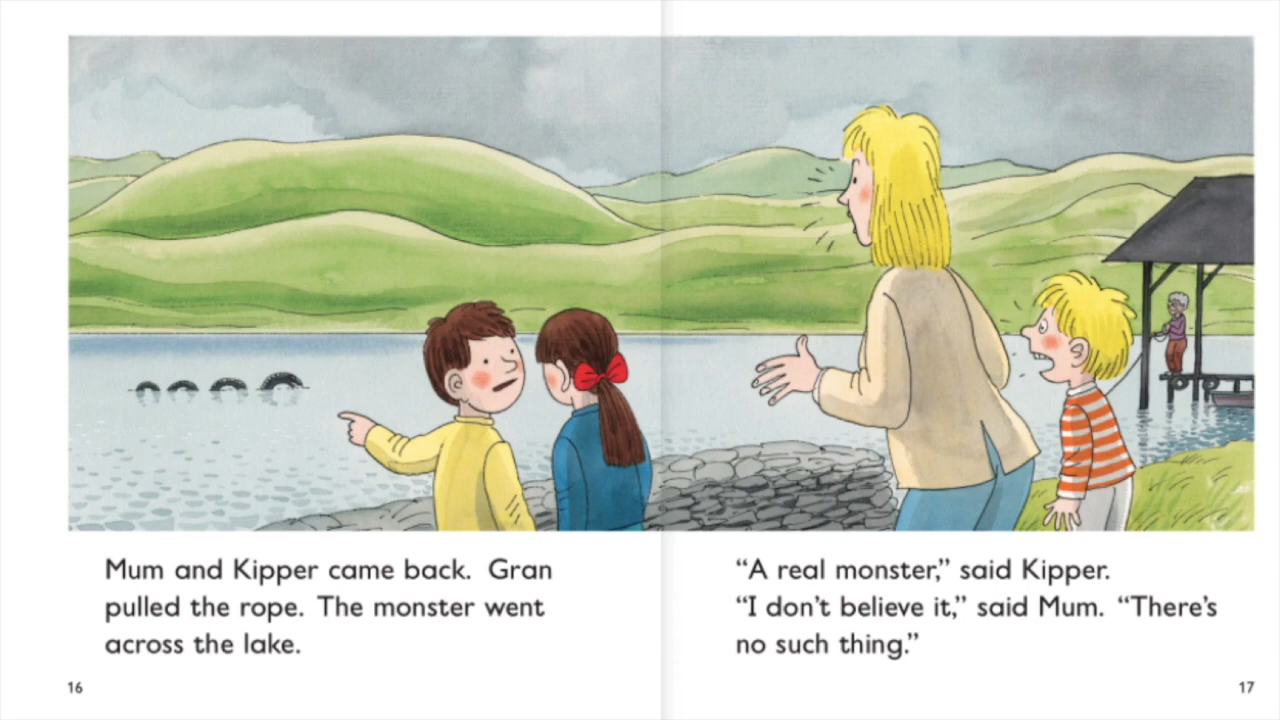 Mum and Kipper came back. Gran
pulled the rope. The monster went
across the lake.
16
“A real monster,” said Kipper.
“I don’t believe it,” said Mum. “There’s
no such thing.”
17